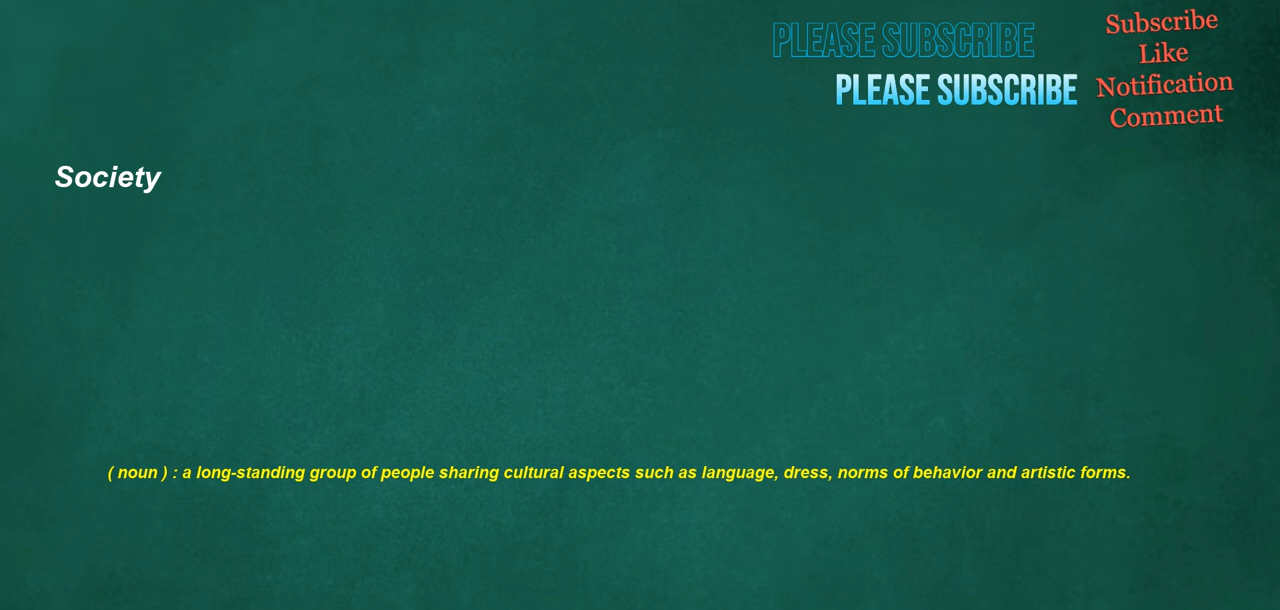 PLEASE SUBSCRIBE
PLEASE SUBSCRIBE
Subscribe
Like
Notification
Comment
Society
( noun ) : a long-standing group of people sharing cultural aspects such as language, dress, norms of behavior and artistic forms.